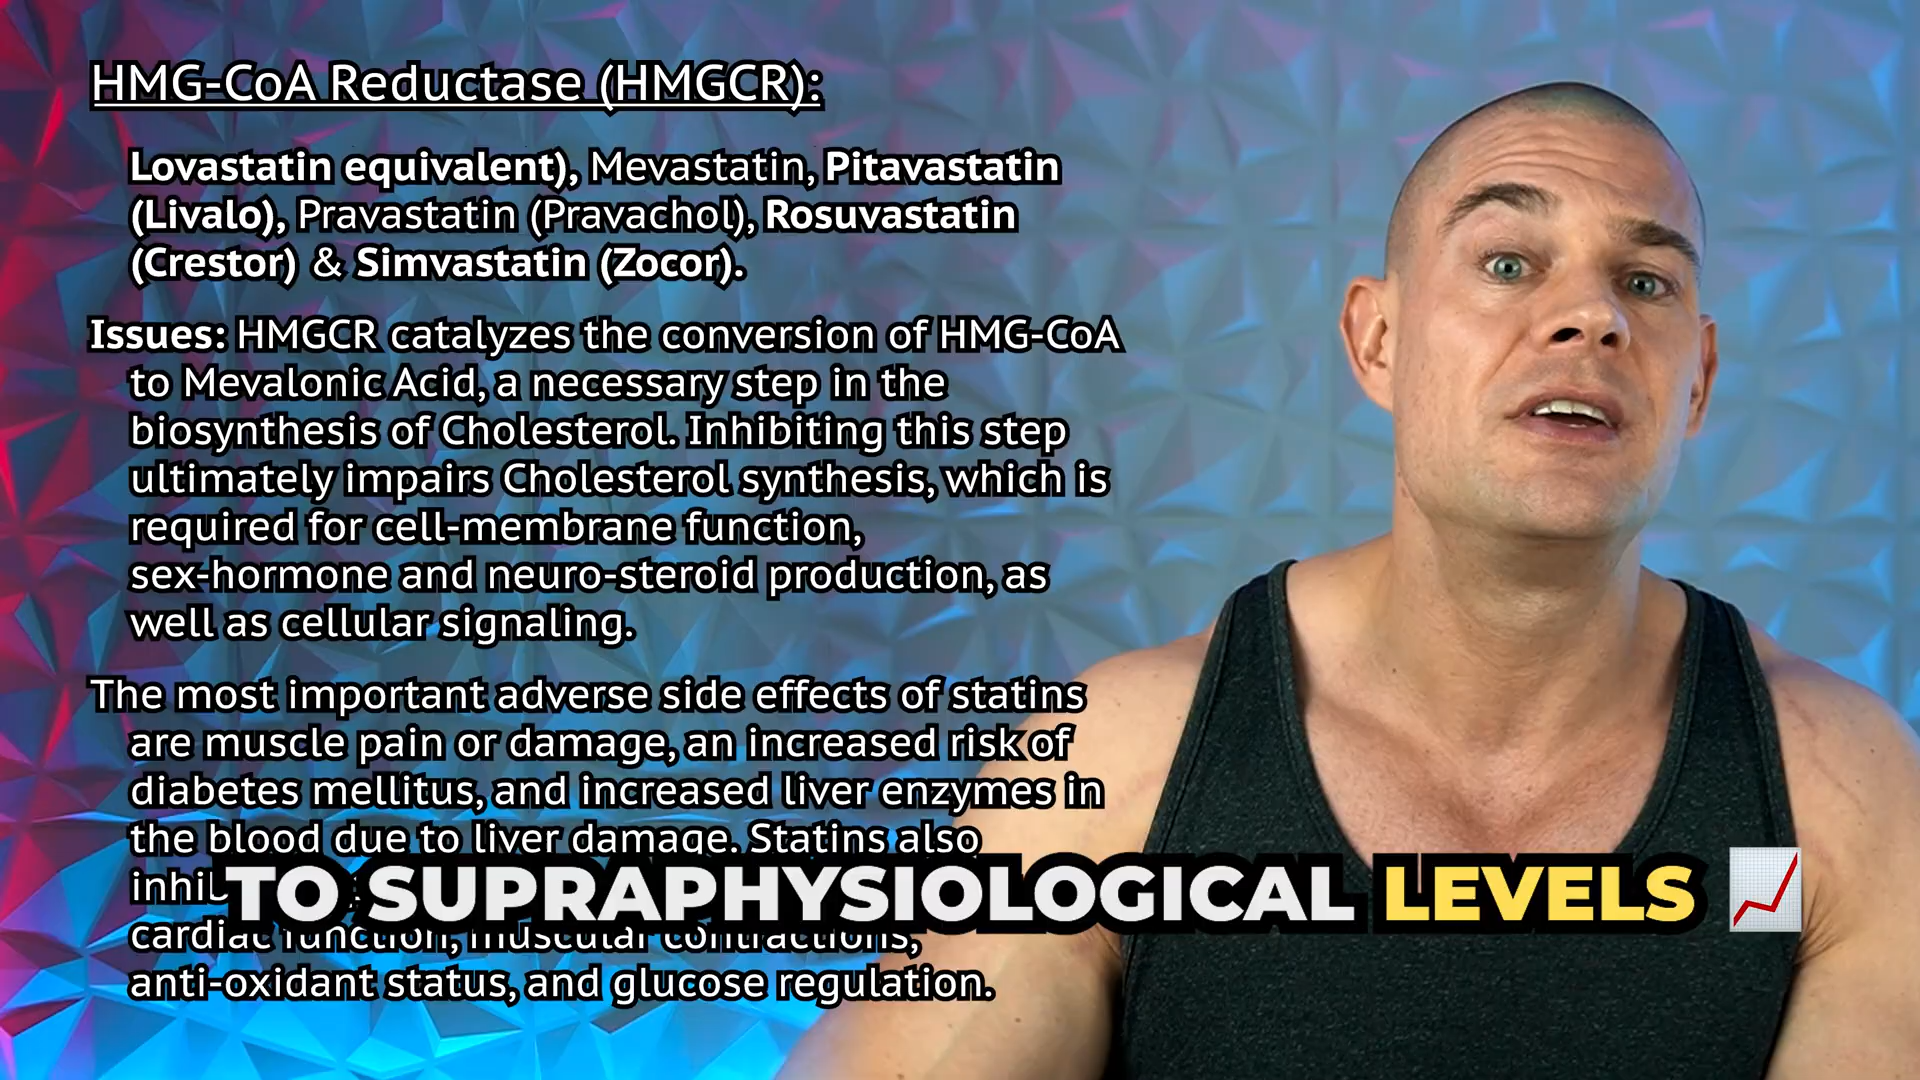 HMG-CoA Reductase (HMGCR):
Lovastatin equivalent), Mevastatin, Pitavastatin
(Livalo), Pravastatin (Pravachol), Rosuvastatin
(Crestor) & Simvastatin (Zocor).
Issues: HMGCR catalyzes the conversion of HMG-CoA
to Mevalonic Acid, a necessary step in the
biosynthesis of Cholesterol. Inhibiting this step
ultimately impairs Cholesterol synthesis, which is
required for cell-membrane function,
sex-hormone and neuro-steroid production, as
well as cellular signaling.
The most important adverse side effects of statins
are muscle pain or damage, an increased risk of
diabetes mellitus, and increased liver enzymes in
the blood due to liver damage. Statins also
TO SUPRAPHYSIOLOGICAL LEVELS
cardiac function, muscular contractions,
anti-oxidant status, and glucose regulation.